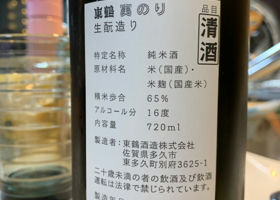 東鶴 実のり
生酛造り
品目
清酒
特定名称 純米酒
原材料名 米(国産)・
米麹(国産米)
精米歩合 65%
アルコール分 16度
内容量 720ml
製造者:東鶴酒造株式会社
佐賀県多久市
東多久町別府3625-1
二十歳未満の者の飲酒及び飲酒
運転は法律で禁じられています。